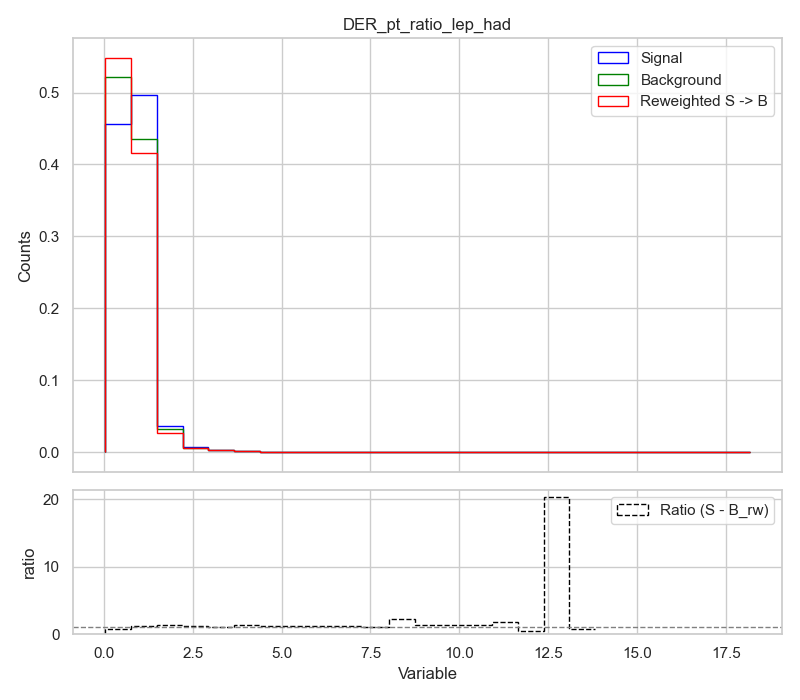 DER_pt_ratio_lep_had
Signal
Background
Reweighted S -> B
0.5
0.4
0.3
0.2
0.1
0.0
Counts
Ratio (S - B_rw)
20
10
0
ratio
0.0 2.5 5.0 7.5 10.0 12.5 15.0 17.5
Variable